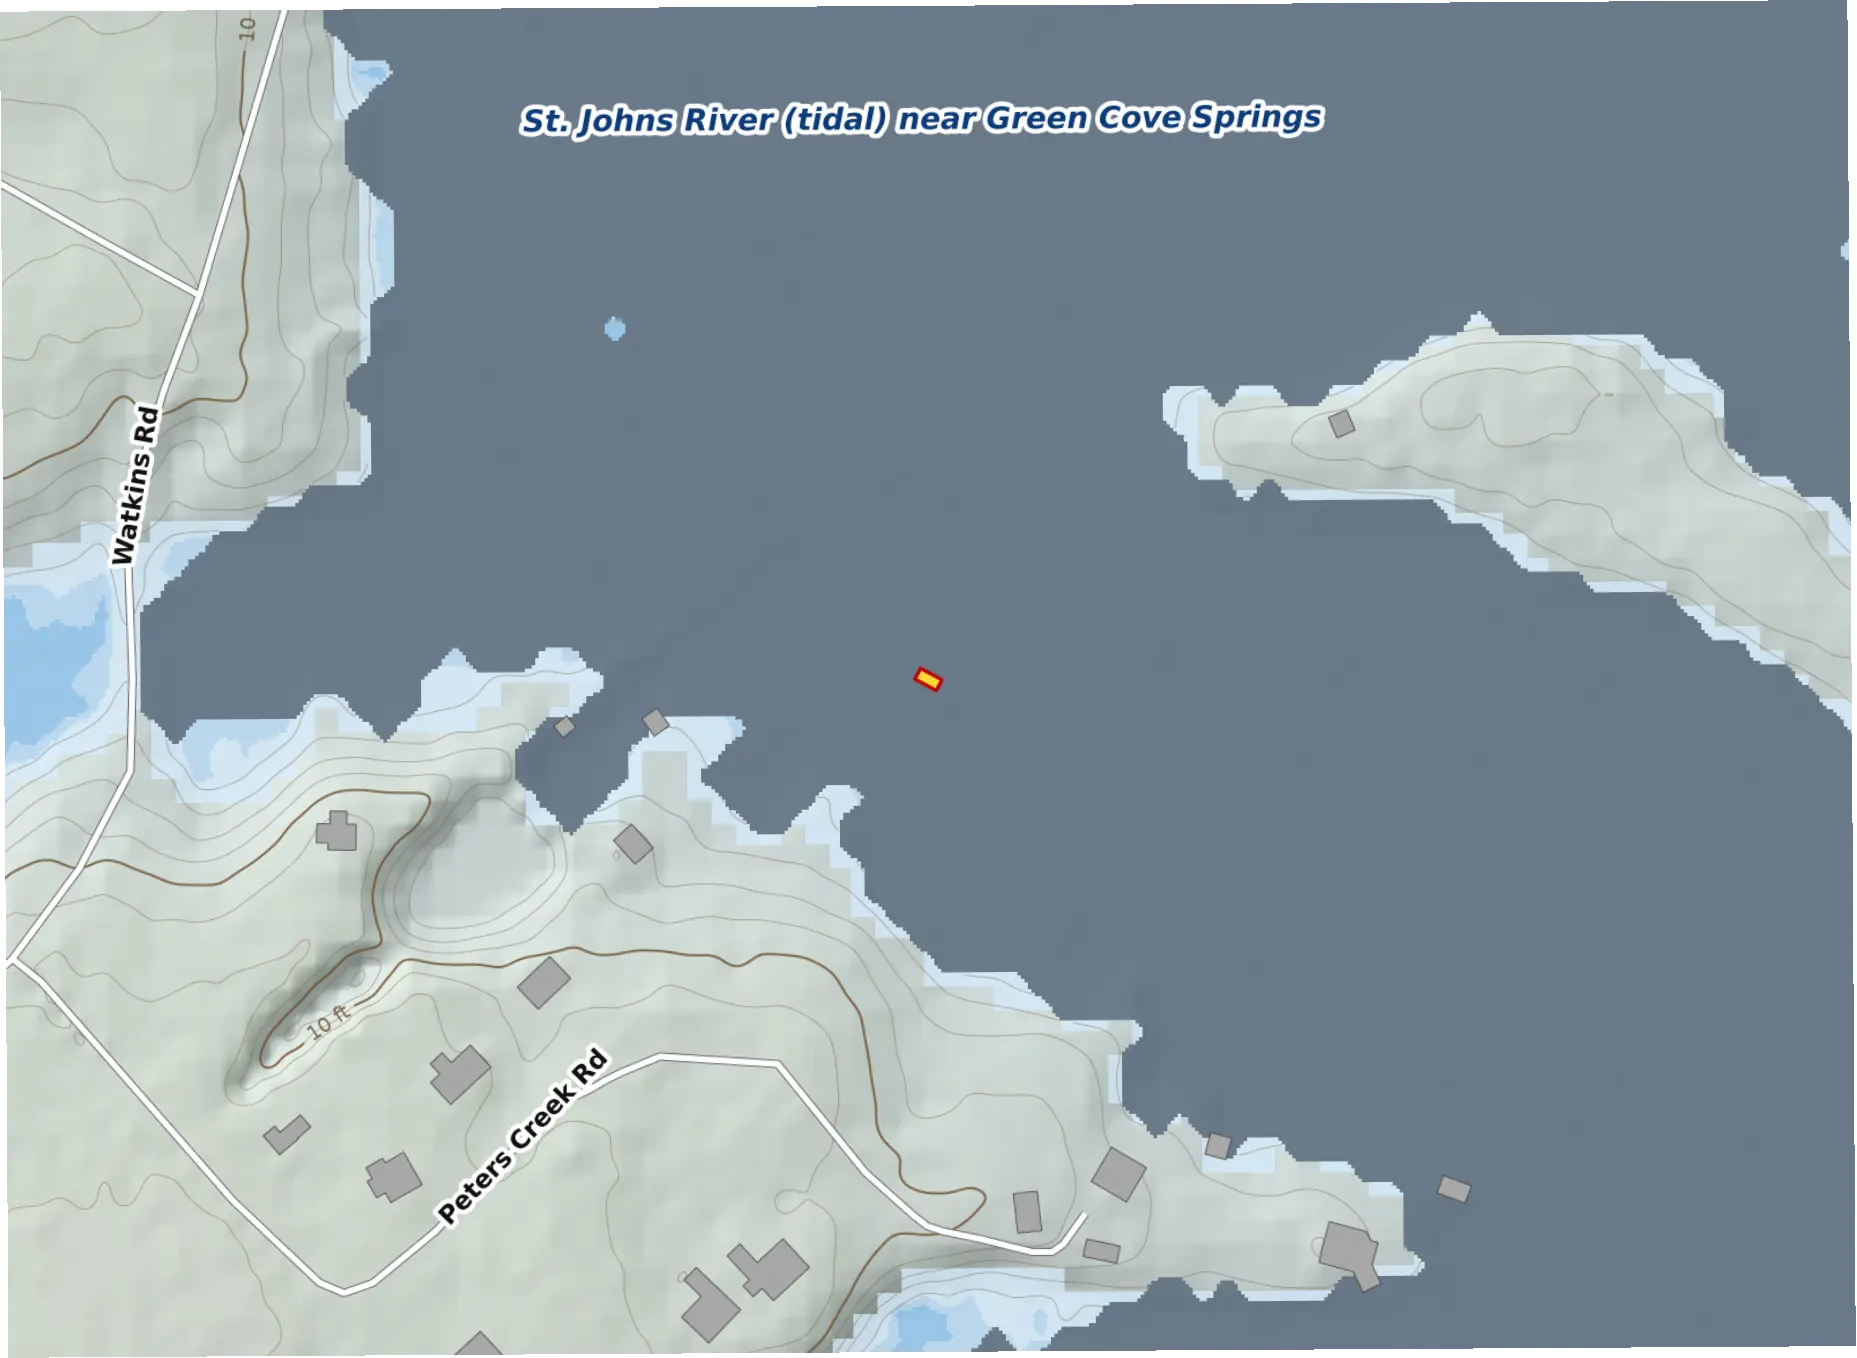 10
St. Johns River (tidal) near Green Cove Springs
Watkins Rd
10 ft
Peters Creek Rd